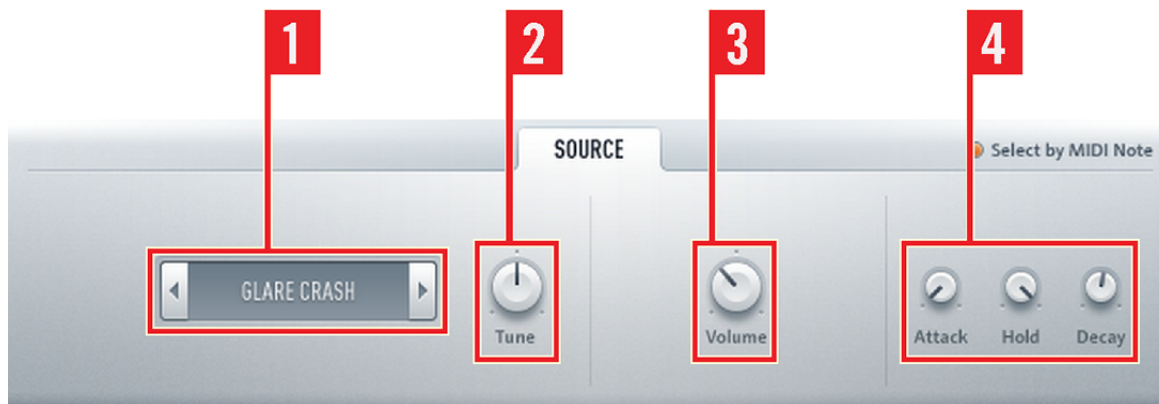 1 2 3 4
SOURCE
Select by MIDI Note
GLARE CRASH
Tune
Volume
Attack Hold Decay